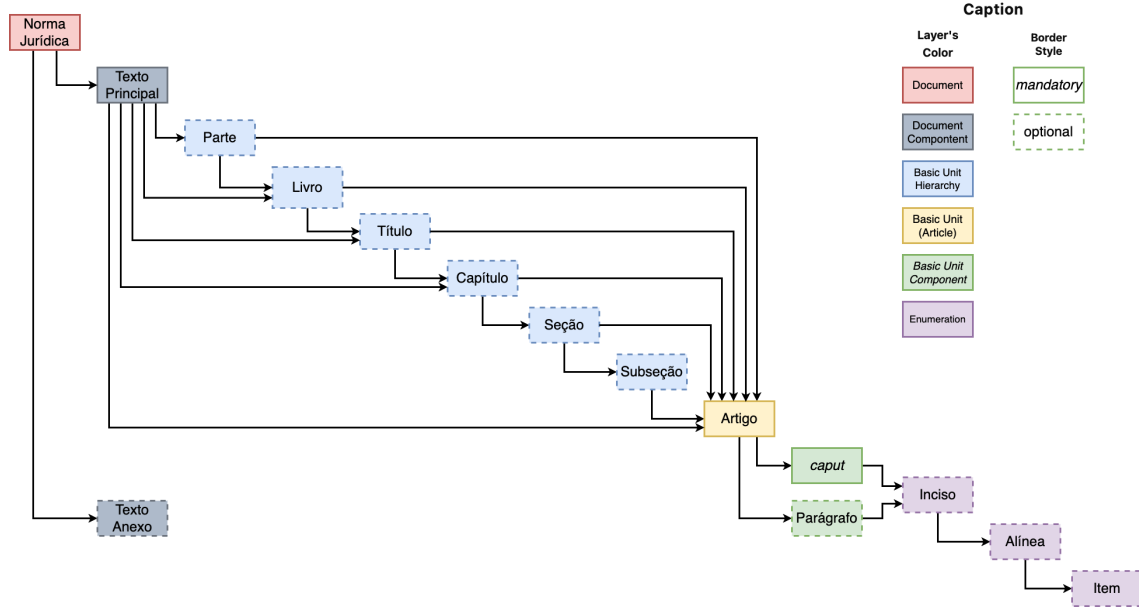 Caption
Norma
Jurídica
Layer's
Color
Border
Style
Texto
Principal
Document
mandatory
Parte
Document
Compontent
optional
Livro
Basic Unit
Hierarchy
Título
Basic Unit
(Article)
Capítulo
Basic Unit
Component
Seção
Enumeration
Subseção
Artigo
caput
Inciso
Texto
Anexo
Parágrafo
Alínea
Item